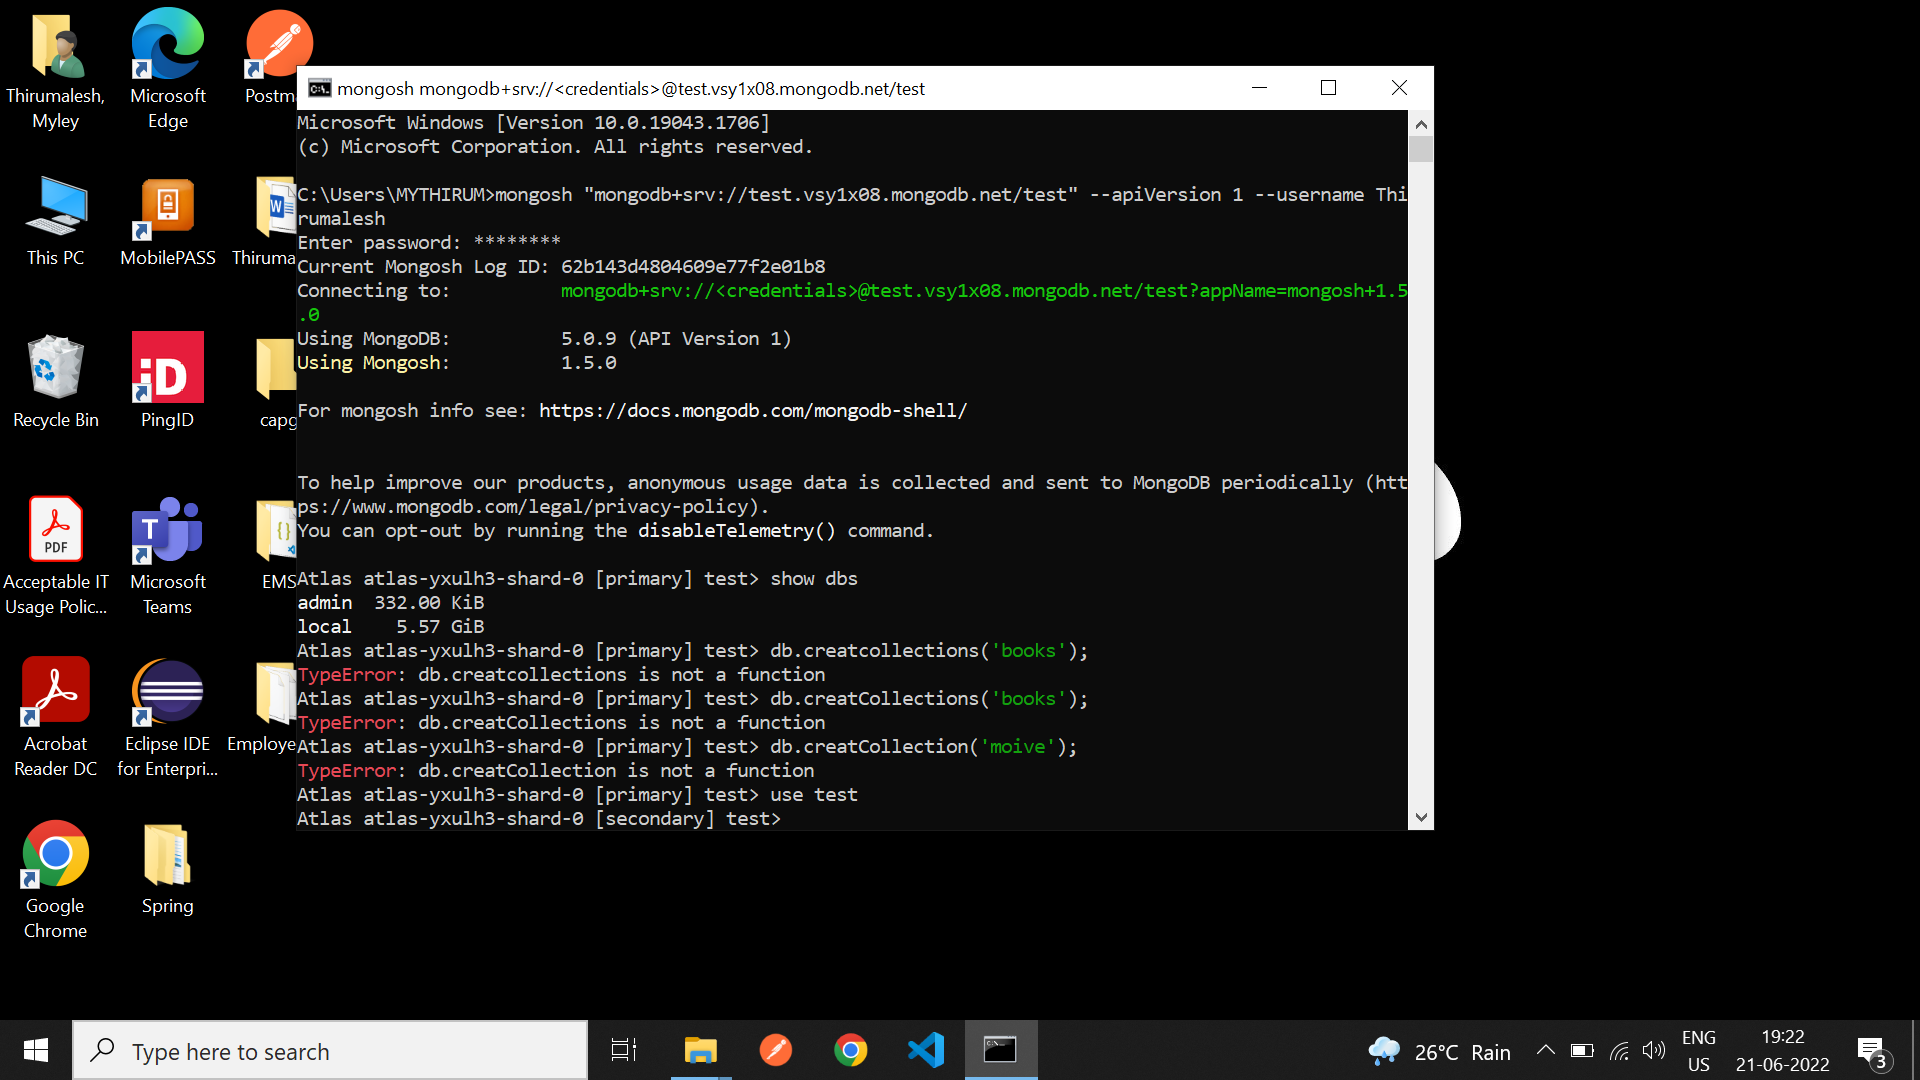 Thirumalesh,
Myley
Microsoft
Edge
Postm
This PC
MobilePASS
Thiruma
Recycle Bin
PingID
capg
Acceptable IT
Usage Polic...
Microsoft
Teams
EMS
Acrobat
Reader DC
Eclipse IDE
for Enterpri...
Employe
Google
Chrome
Spring
mongosh mongodb+srv://<credentials>@test.vsy1x08.mongodb.net/test
Microsoft Windows [Version 10.0.19043.1706]
(c) Microsoft Corporation. All rights reserved.
C:\Users\MYTHIRUM>mongosh "mongodb+srv://test.vsy1x08.mongodb.net/test" --apiVersion 1 --username Thi
rumalesh
Enter password: ********
Current Mongosh Log ID: 62b143d4804609e77f2e01b8
Connecting to: mongodb+srv://<credentials>@test.vsy1x08.mongodb.net/test?appName=mongosh+1.5
.0
Using MongoDB: 5.0.9 (API Version 1)
Using Mongosh: 1.5.0
For mongosh info see: https://docs.mongodb.com/mongodb-shell/
To help improve our products, anonymous usage data is collected and sent to MongoDB periodically (htt
ps://www.mongodb.com/legal/privacy-policy).
You can opt-out by running the disableTelemetry() command.
Atlas atlas-yxulh3-shard-0 [primary] test> show dbs
admin 332.00 KiB
local 5.57 GiB
Atlas atlas-yxulh3-shard-0 [primary] test> db.creatcollections('books');
TypeError: db.creatcollections is not a function
Atlas atlas-yxulh3-shard-0 [primary] test> db.creatCollections('books');
TypeError: db.creatCollections is not a function
Atlas atlas-yxulh3-shard-0 [primary] test> db.creatCollection('moive');
TypeError: db.creatCollection is not a function
Atlas atlas-yxulh3-shard-0 [primary] test> use test
Atlas atlas-yxulh3-shard-0 [secondary] test>
Type here to search
26°C Rain
ENG
US
19:22
21-06-2022
3